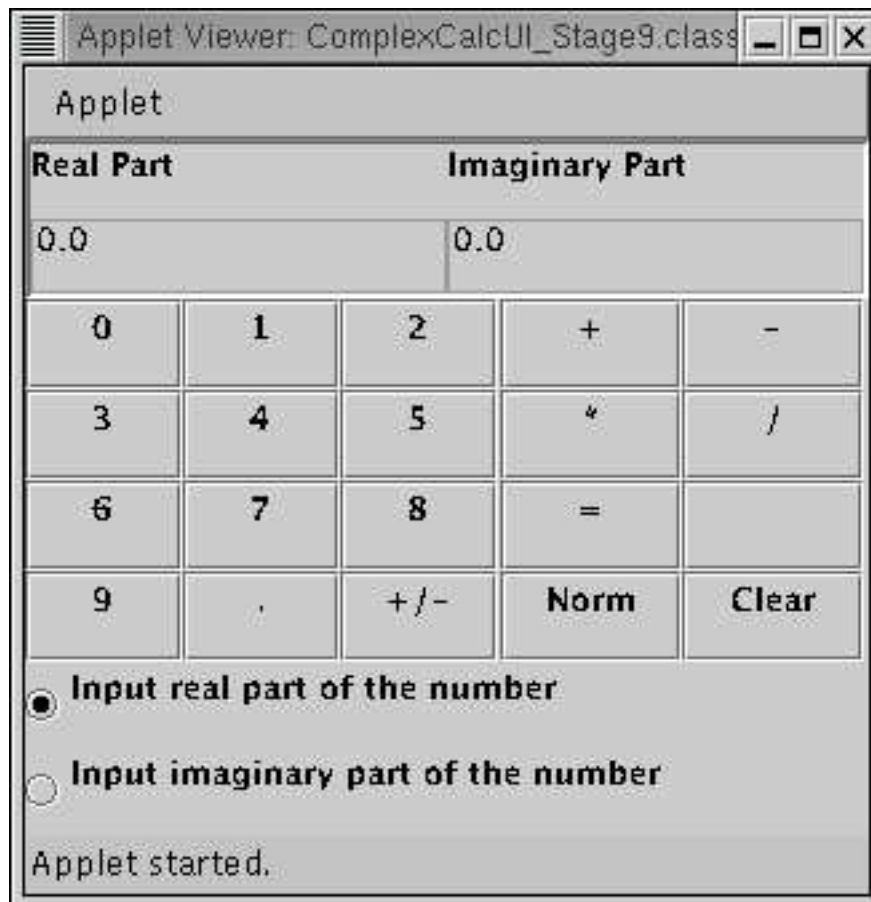 Applet Viewer: ComplexCalcUI_Stage9.class
Applet
Real Part Imaginary Part
0.0 0.0
0 1 2 + -
3 4 5 * /
6 7 8 =
9 . +/- Norm Clear
Input real part of the number
Input imaginary part of the number
Applet started.